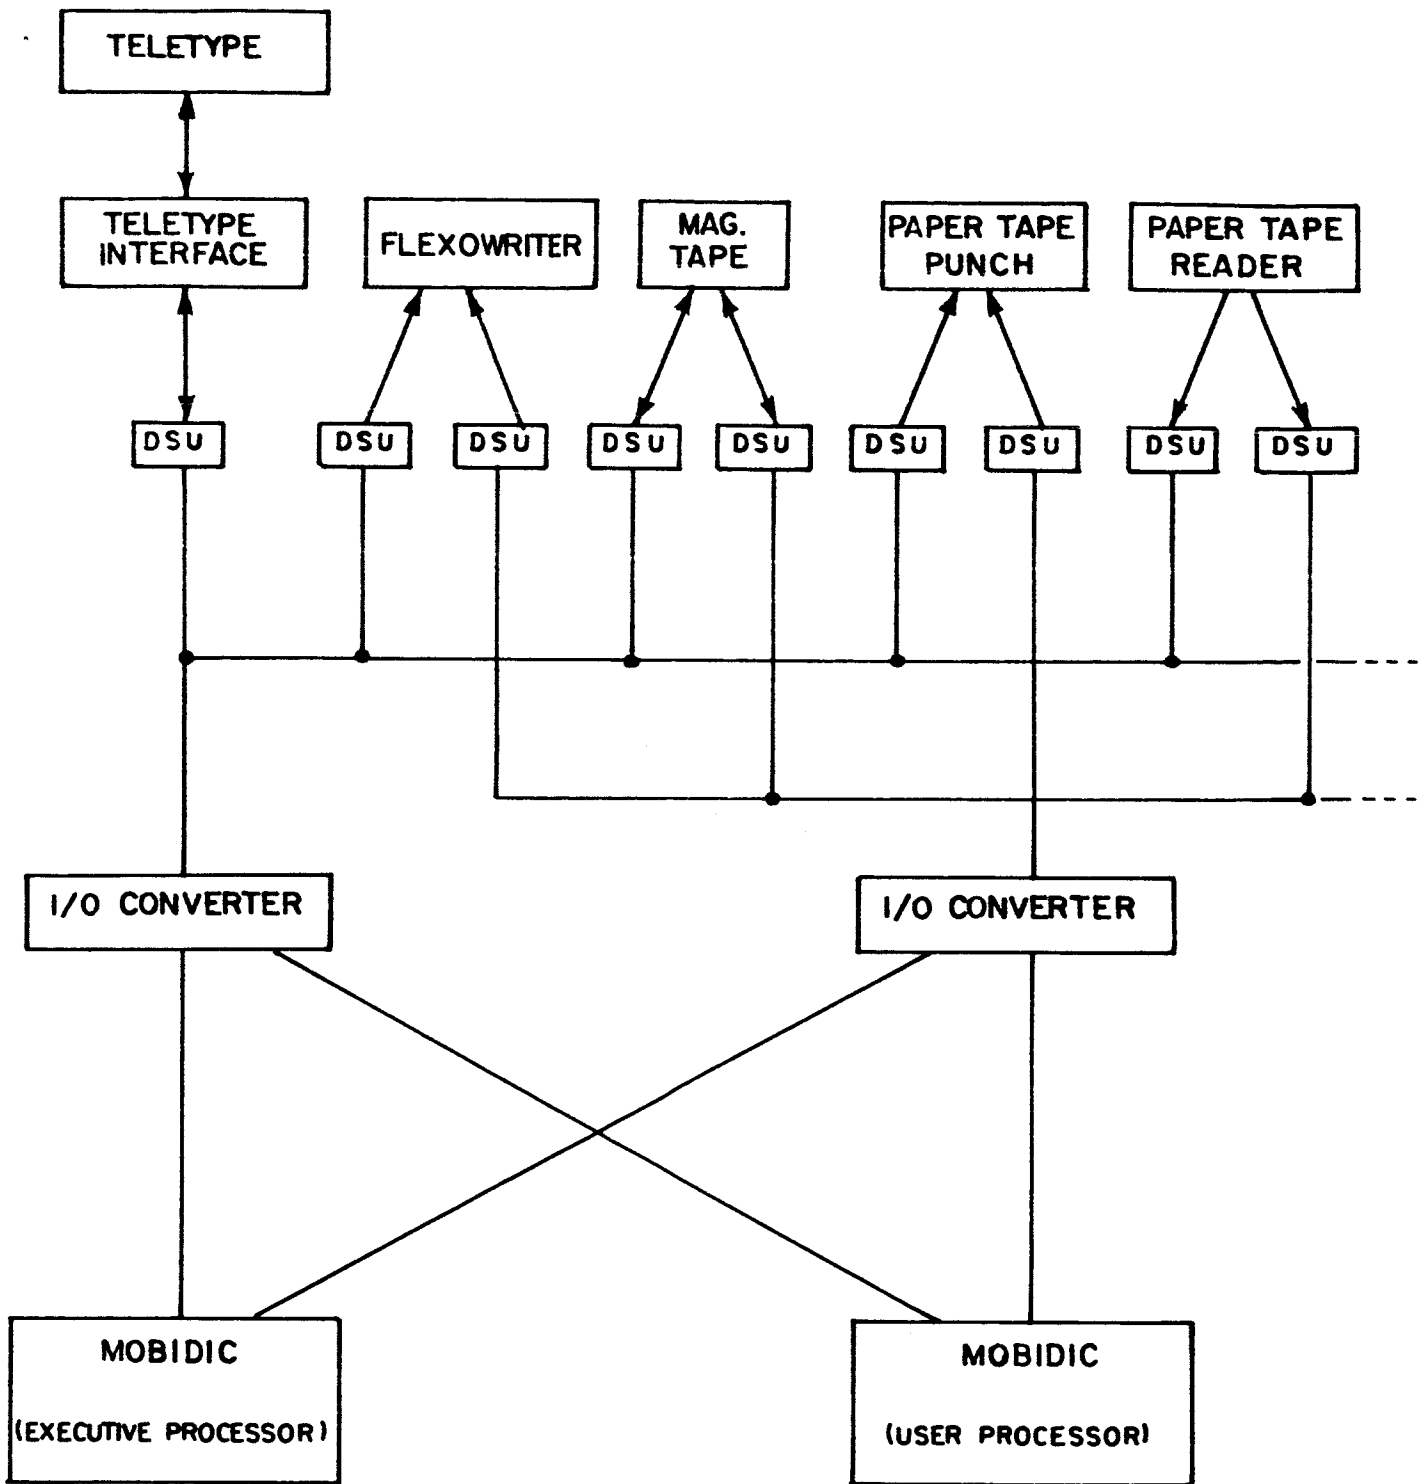 TELETYPE
TELETYPE
INTERFACE
FLEXOWRITER
MAG.
TAPE
PAPER TAPE
PUNCH
PAPER TAPE
READER
DSU
DSU
DSU
DSU
DSU
DSU
DSU
DSU
DSU
I/O CONVERTER
I/O CONVERTER
MOBIDIC
(EXECUTIVE PROCESSOR)
MOBIDIC
(USER PROCESSOR)